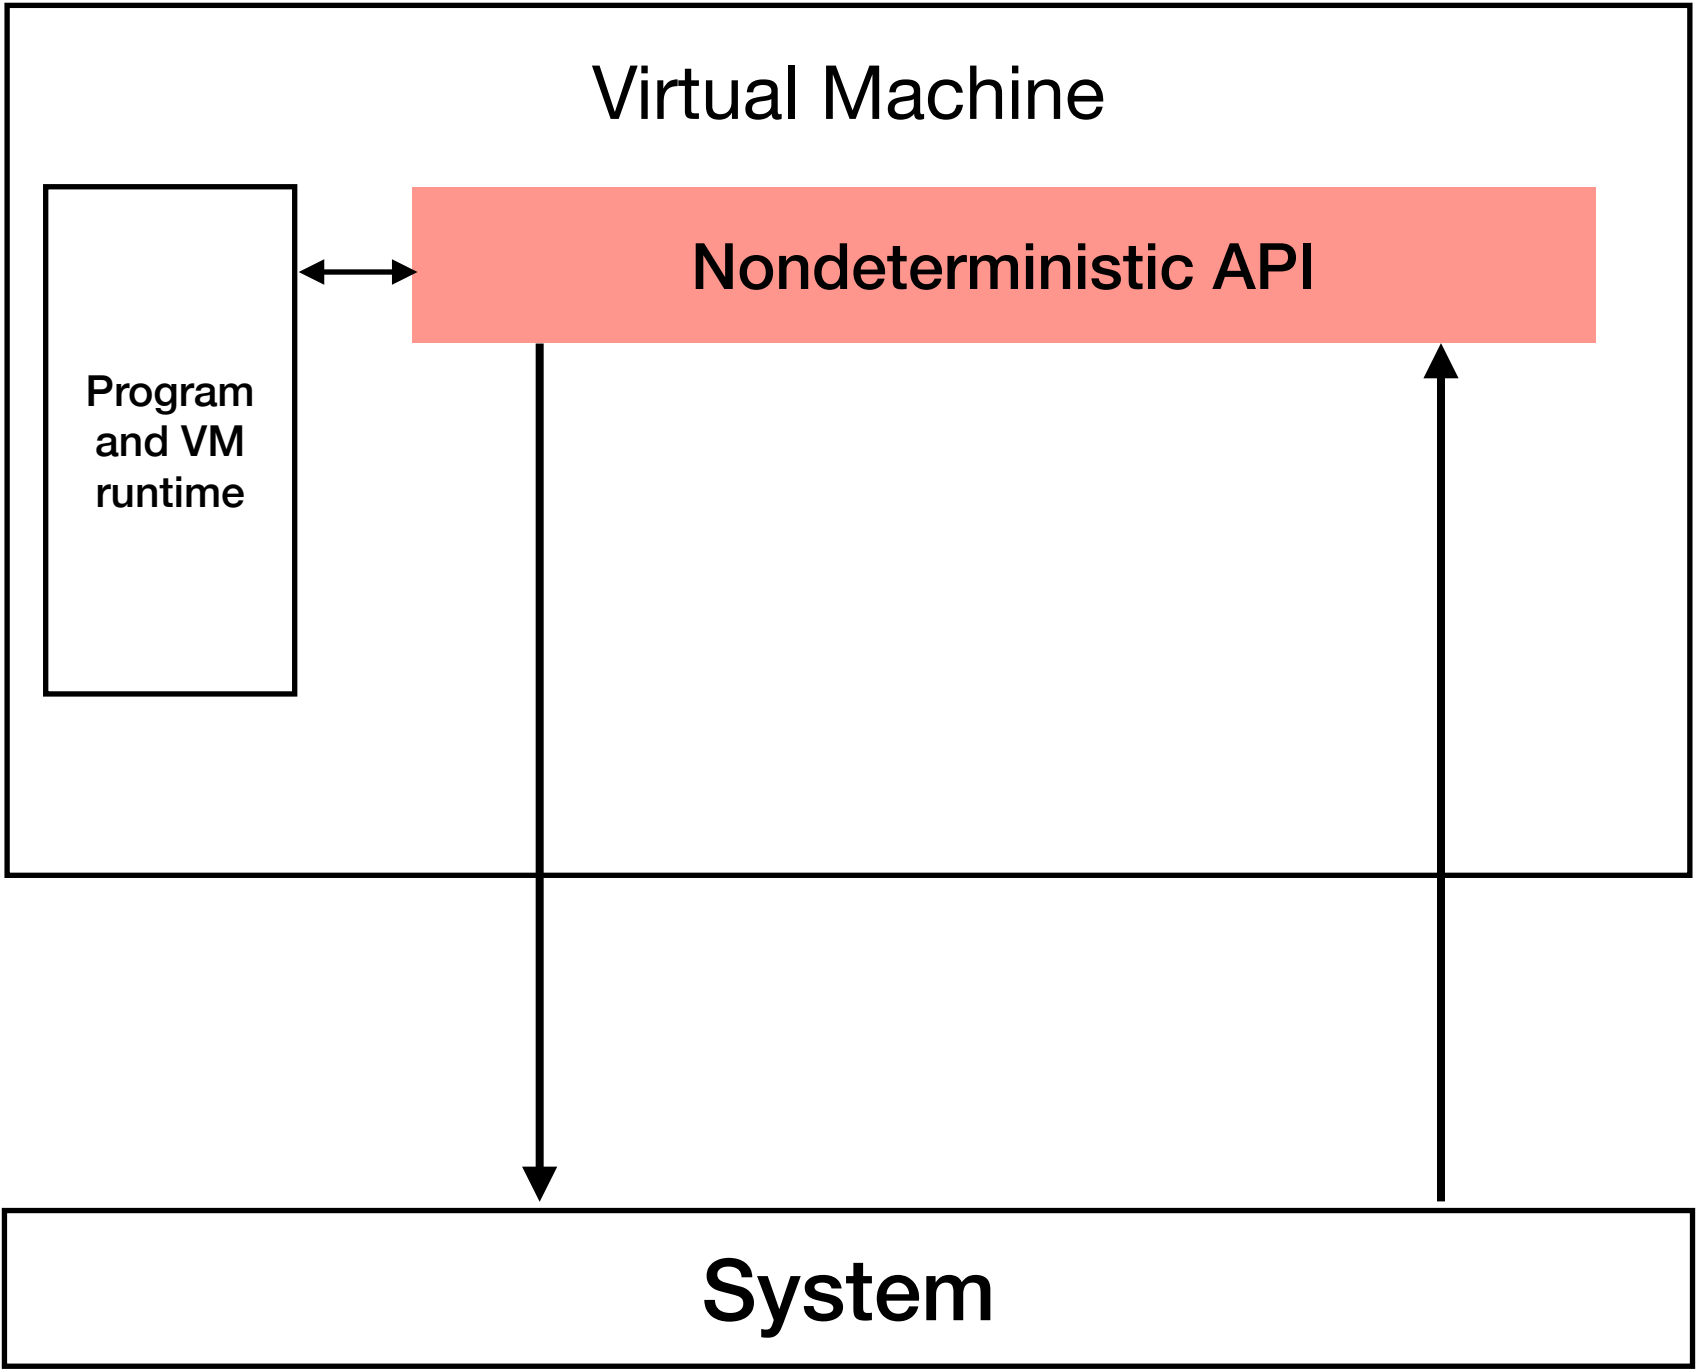 Virtual Machine
Nondeterministic API
Program
and VM
runtime
System